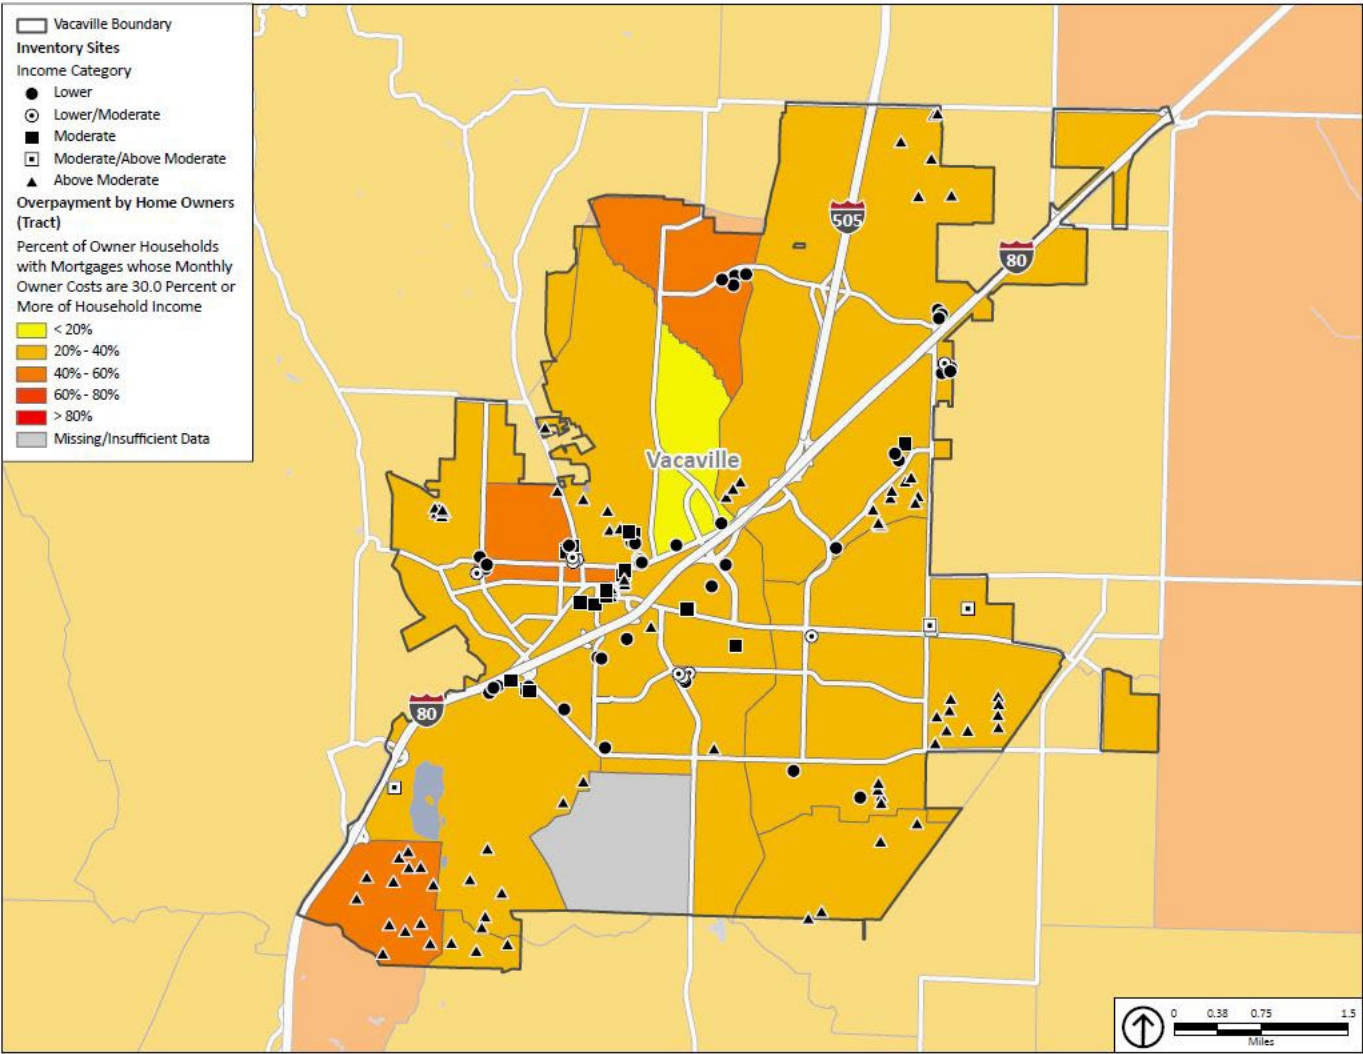 Vacaville Boundary
Inventory Sites
Income Category
Lower
Lower/Moderate
Moderate
Moderate/Above Moderate
Above Moderate
Overpayment by Home Owners
(Tract)
Percent of Owner Households
with Mortgages whose Monthly
Owner Costs are 30.0 Percent or
More of Household Income
< 20%
20% - 40%
40% - 60%
60% - 80%
> 80%
Missing/Insufficient Data
505
80
Vacaville
80
0 0.38 0.75 1.5
Miles